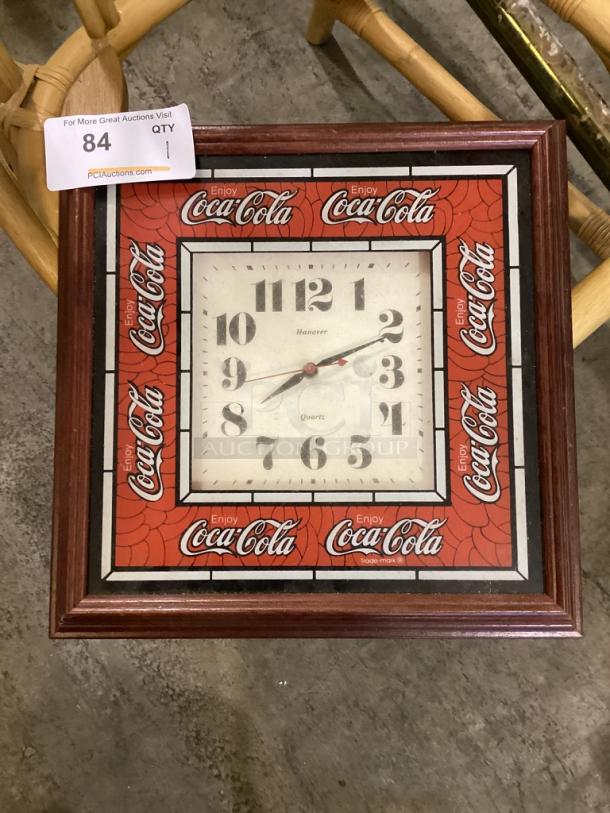 For More Great Auctions Visit
84
QTY
1
PCIAuctions.com
Enjoy Coca-Cola
Enjoy Coca-Cola
Enjoy Coca-Cola
Enjoy Coca-Cola
Enjoy Coca-Cola
Enjoy Coca-Cola
11 12 1
10 2
Hanover
9 3
8 4
Quartz
7 6 5
PCI
AUCTION GROUP
Enjoy Coca-Cola
Enjoy Coca-Cola
Trade-mark ®